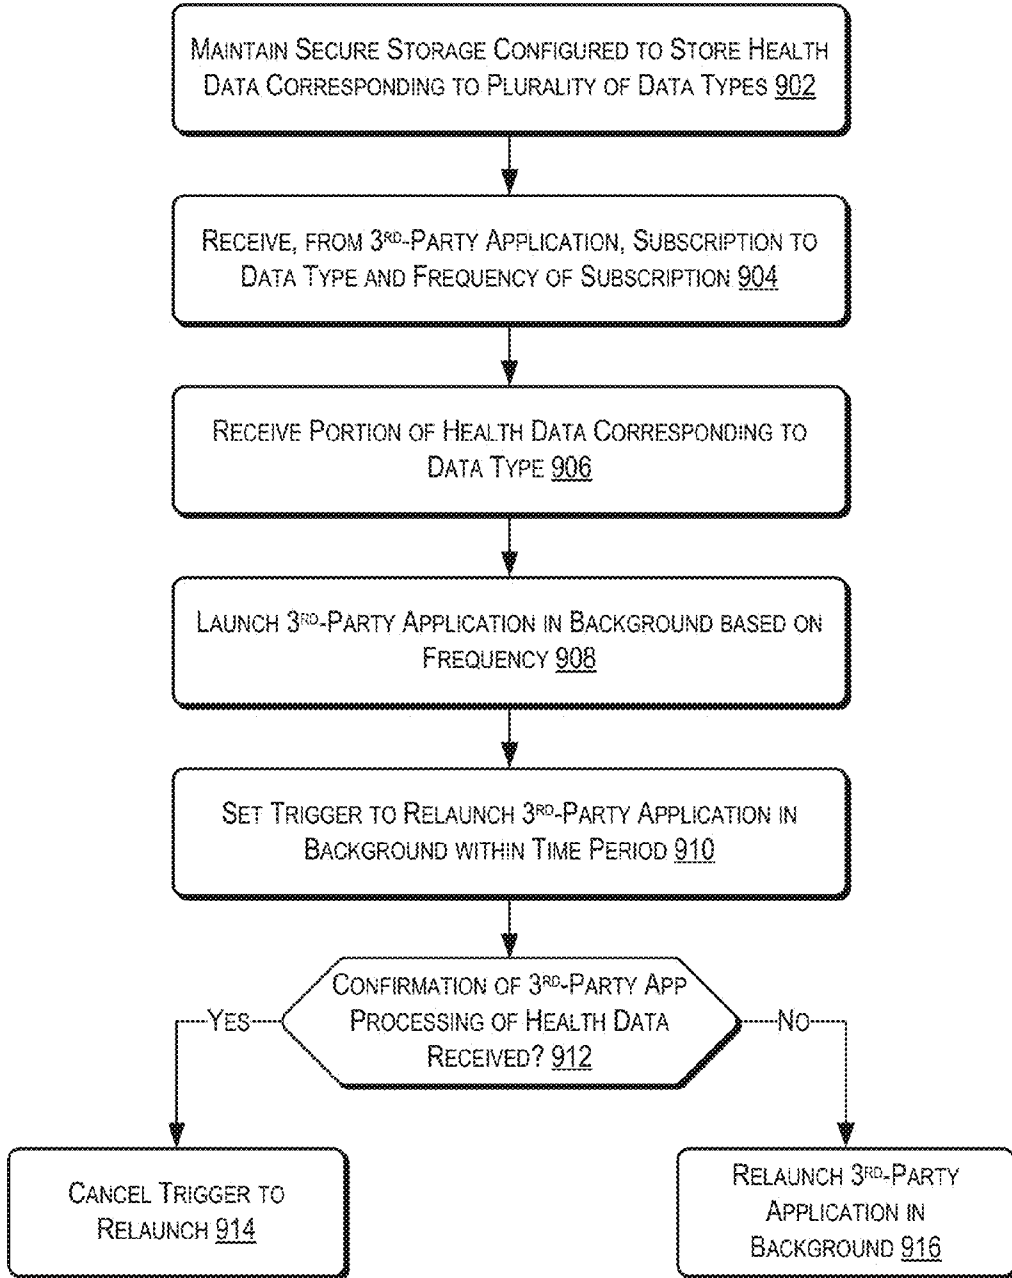 MAINTAIN SECURE STORAGE CONFIGURED TO STORE HEALTH
DATA CORRESPONDING TO PLURALITY OF DATA TYPES 902
RECEIVE, FROM 3RD-PARTY APPLICATION, SUBSCRIPTION TO
DATA TYPE AND FREQUENCY OF SUBSCRIPTION 904
RECEIVE PORTION OF HEALTH DATA CORRESPONDING TO
DATA TYPE 906
LAUNCH 3RD-PARTY APPLICATION IN BACKGROUND BASED ON
FREQUENCY 908
SET TRIGGER TO RELAUNCH 3RD-PARTY APPLICATION IN
BACKGROUND WITHIN TIME PERIOD 910
CONFIRMATION OF 3RD-PARTY APP
PROCESSING OF HEALTH DATA
RECEIVED? 912
YES
NO
CANCEL TRIGGER TO
RELAUNCH 914
RELAUNCH 3RD-PARTY
APPLICATION IN
BACKGROUND 916